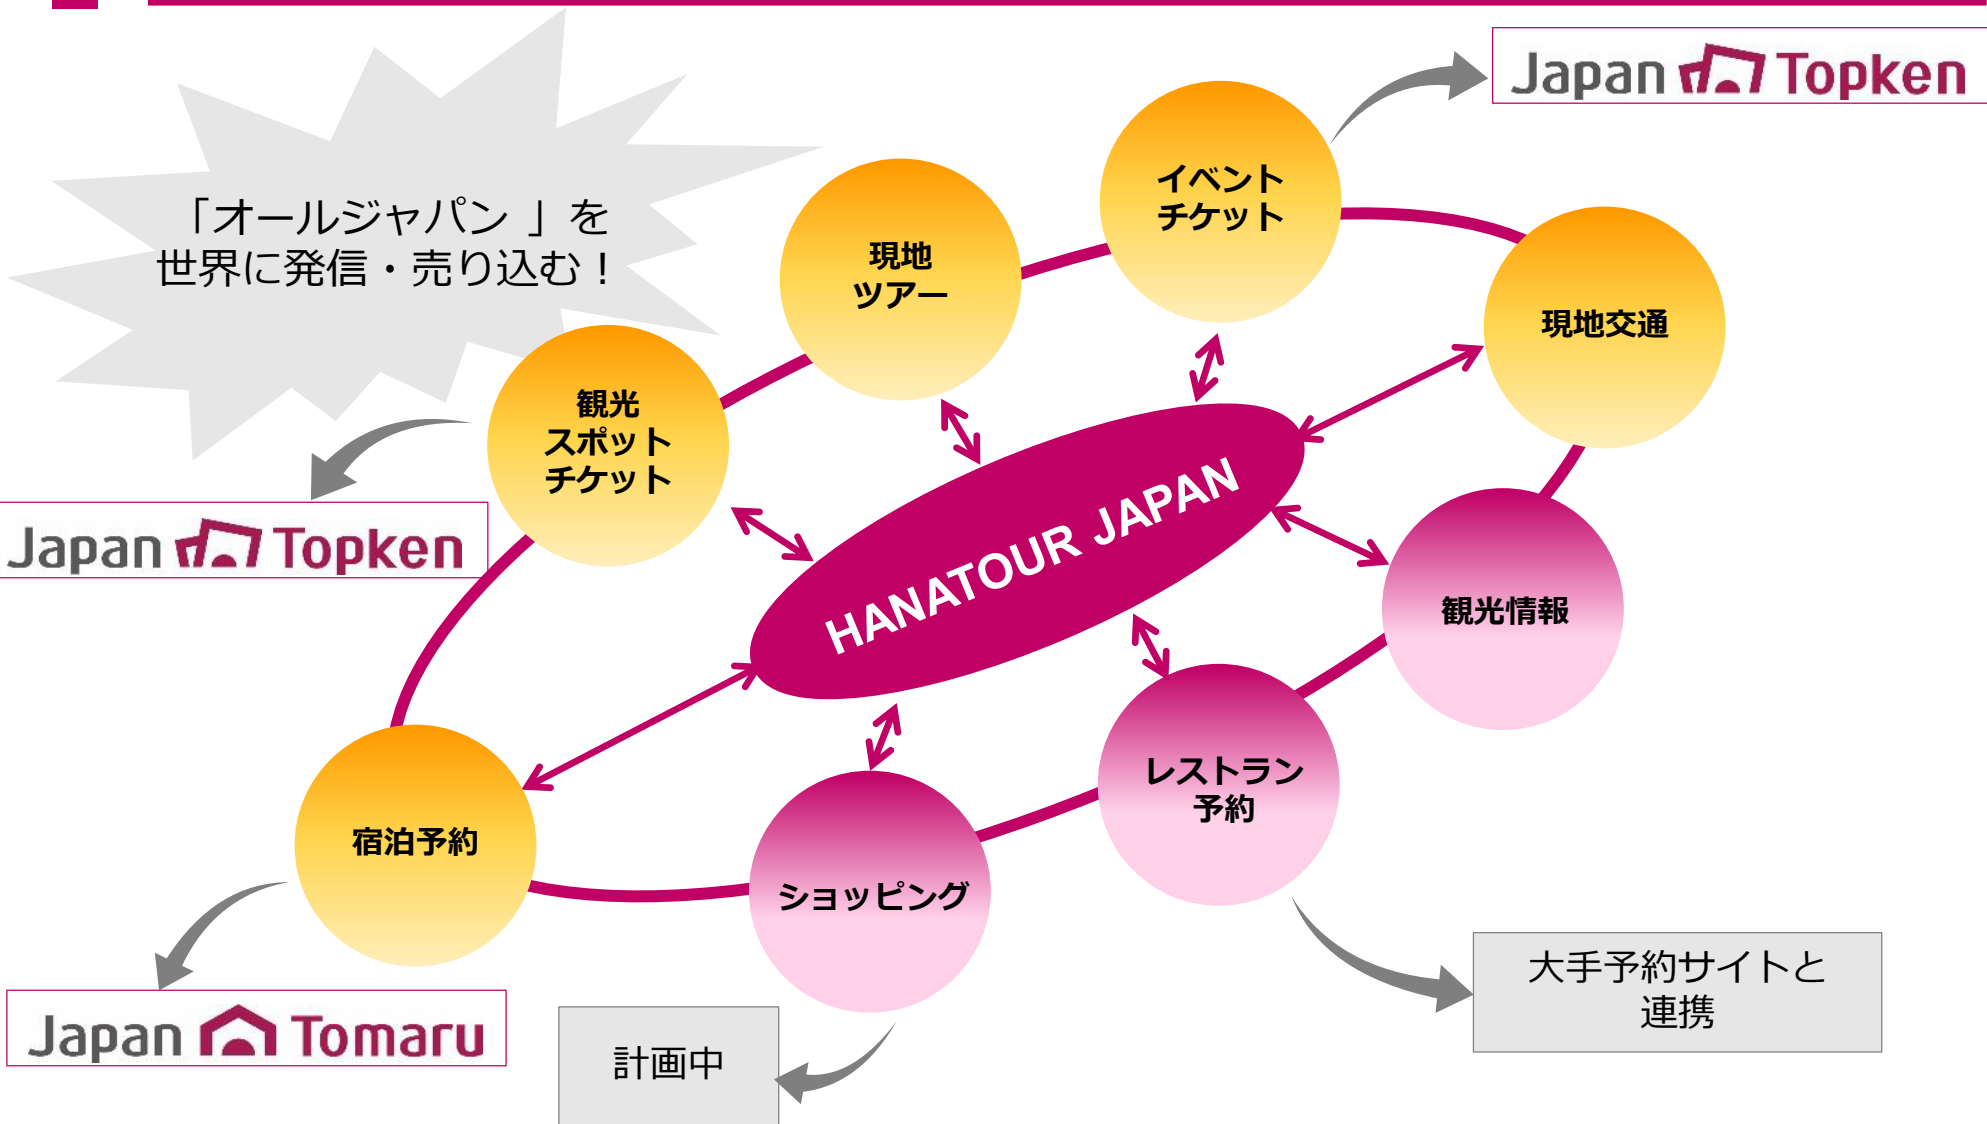 Japan Topken
「オールジャパン 」を
世界に発信・売り込む！
イベント
チケット
現地
ツアー
現地交通
観光
スポット
チケット
HANATOUR JAPAN
Japan Topken
観光情報
レストラン
予約
宿泊予約
ショッピング
大手予約サイトと
連携
Japan Tomaru
計画中